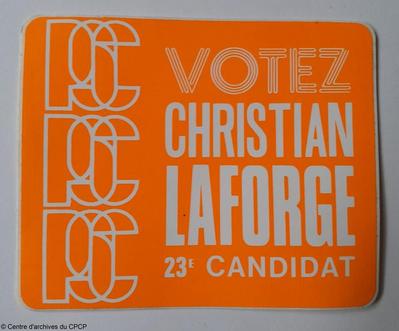 PSC
PSC
PSC
VOTEZ
CHRISTIAN
LAFORGE
23E CANDIDAT
© Centre d'archives du CPCP